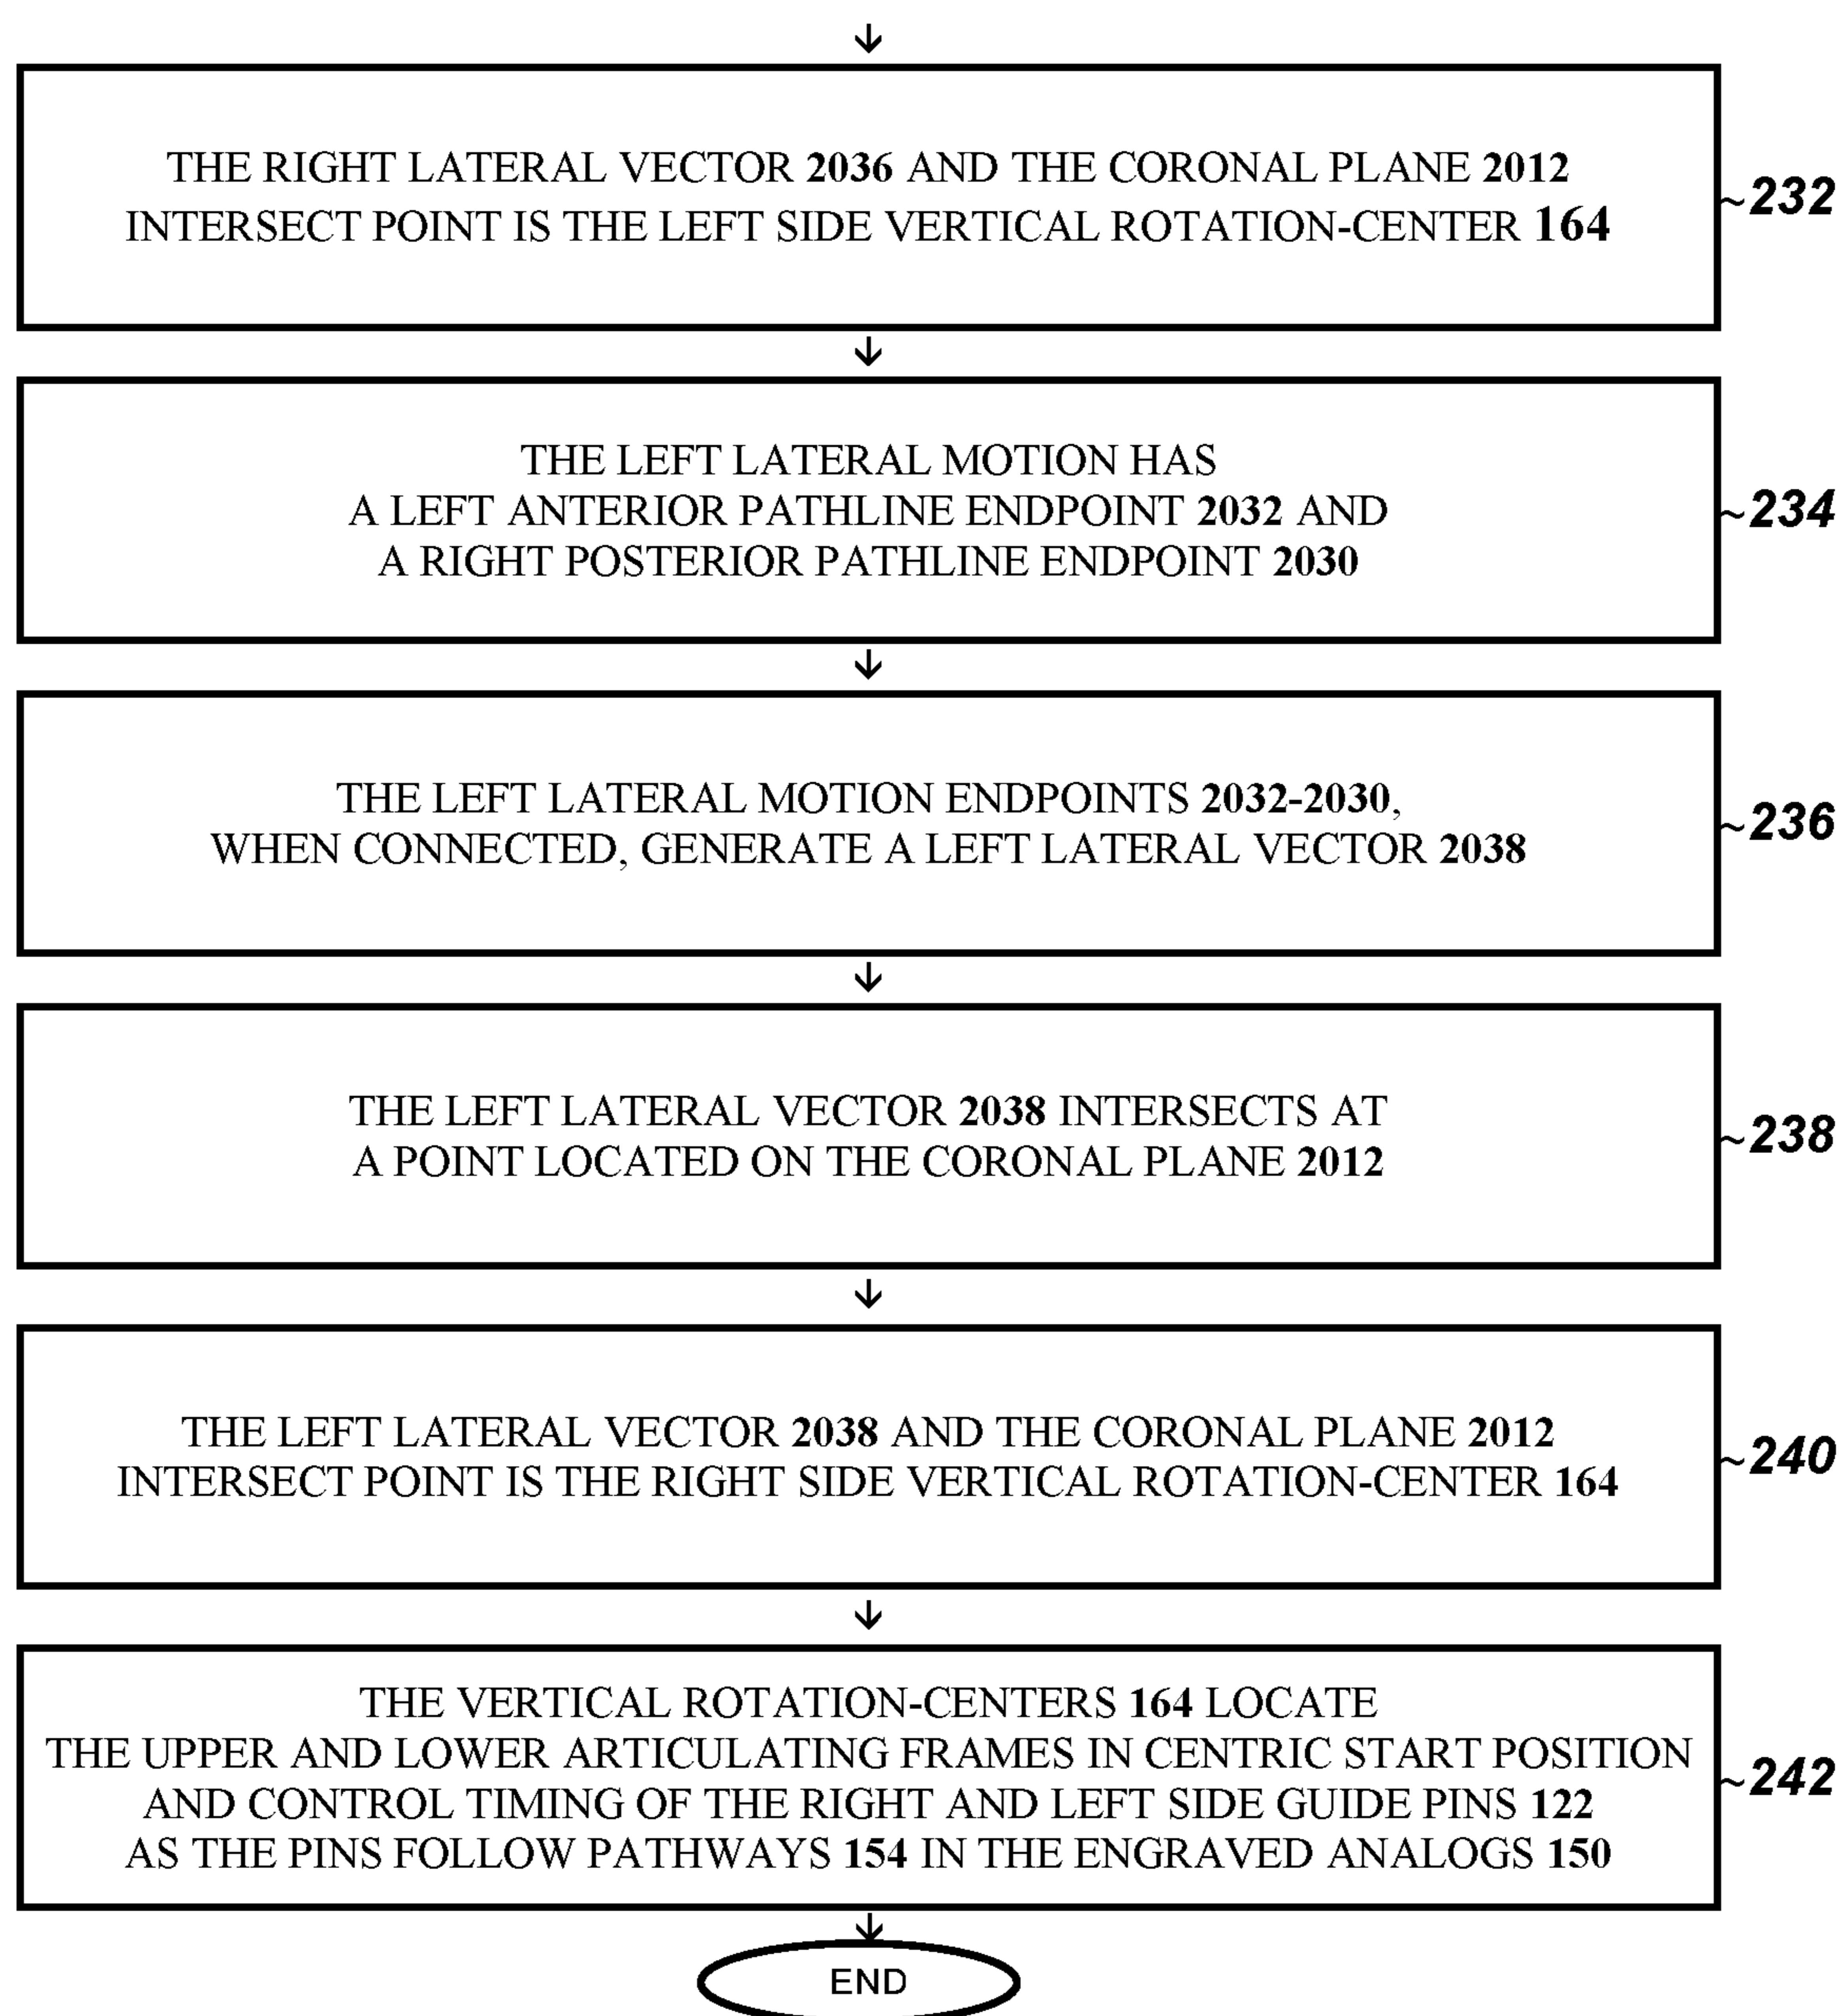 THE RIGHT LATERAL VECTOR 2036 AND THE CORONAL PLANE 2012
INTERSECT POINT IS THE LEFT SIDE VERTICAL ROTATION-CENTER 164
~232
THE LEFT LATERAL MOTION HAS
A LEFT ANTERIOR PATHLINE ENDPOINT 2032 AND
A RIGHT POSTERIOR PATHLINE ENDPOINT 2030
~234
THE LEFT LATERAL MOTION ENDPOINTS 2032-2030,
WHEN CONNECTED, GENERATE A LEFT LATERAL VECTOR 2038
~236
THE LEFT LATERAL VECTOR 2038 INTERSECTS AT
A POINT LOCATED ON THE CORONAL PLANE 2012
~238
THE LEFT LATERAL VECTOR 2038 AND THE CORONAL PLANE 2012
INTERSECT POINT IS THE RIGHT SIDE VERTICAL ROTATION-CENTER 164
~240
THE VERTICAL ROTATION-CENTERS 164 LOCATE
THE UPPER AND LOWER ARTICULATING FRAMES IN CENTRIC START POSITION
AND CONTROL TIMING OF THE RIGHT AND LEFT SIDE GUIDE PINS 122
AS THE PINS FOLLOW PATHWAYS 154 IN THE ENGRAVED ANALOGS 150
~242
END